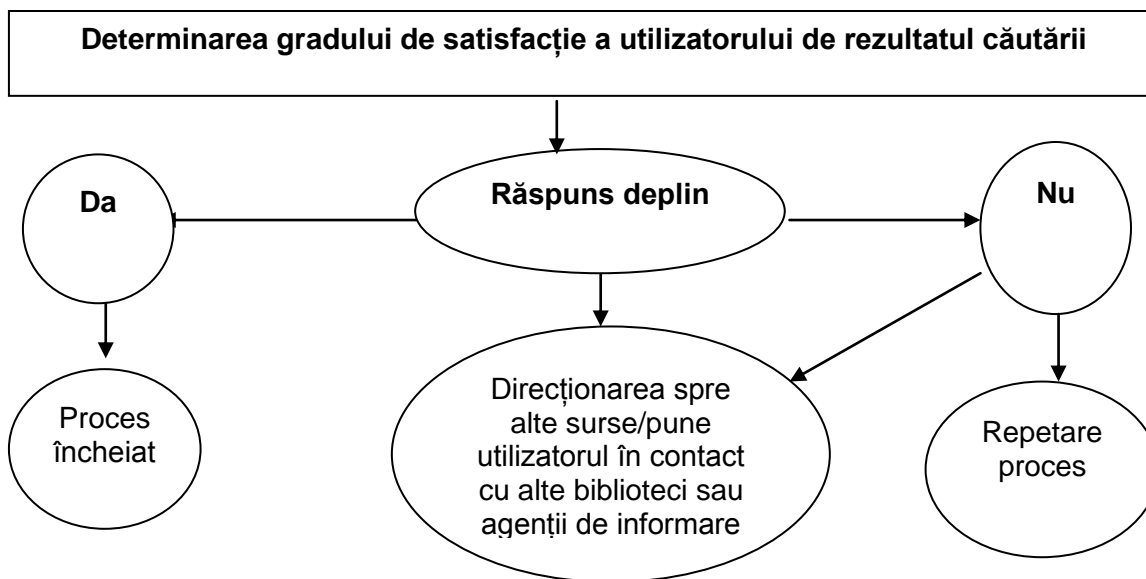 Determinarea gradului de satisfacție a utilizatorului de rezultatul căutării
Da
Răspuns deplin
Nu
Proces
încheiat
Direcționarea spre
alte surse/pune
utilizatorul în contact
cu alte biblioteci sau
agenții de informare
Repetare
proces